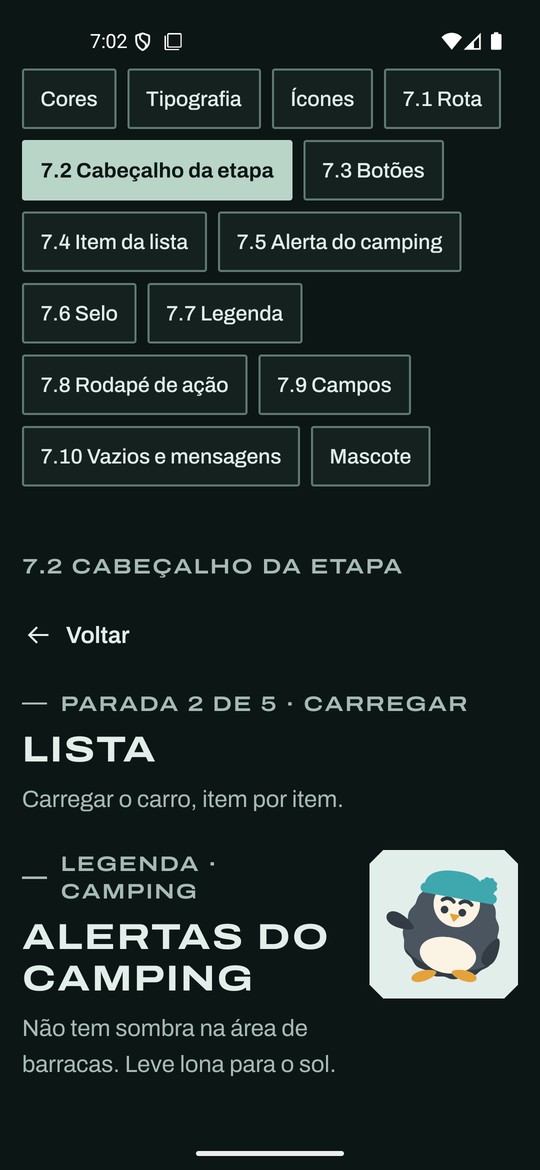 7:02
Cores
Tipografia
Ícones
7.1 Rota
7.2 Cabeçalho da etapa
7.3 Botões
7.4 Item da lista
7.5 Alerta do camping
7.6 Selo
7.7 Legenda
7.8 Rodapé de ação
7.9 Campos
7.10 Vazios e mensagens
Mascote
7.2 CABEÇALHO DA ETAPA
← Voltar
— PARADA 2 DE 5 · CARREGAR
LISTA
Carregar o carro, item por item.
— LEGENDA ·
CAMPING
ALERTAS DO
CAMPING
Não tem sombra na área de
barracas. Leve lona para o sol.